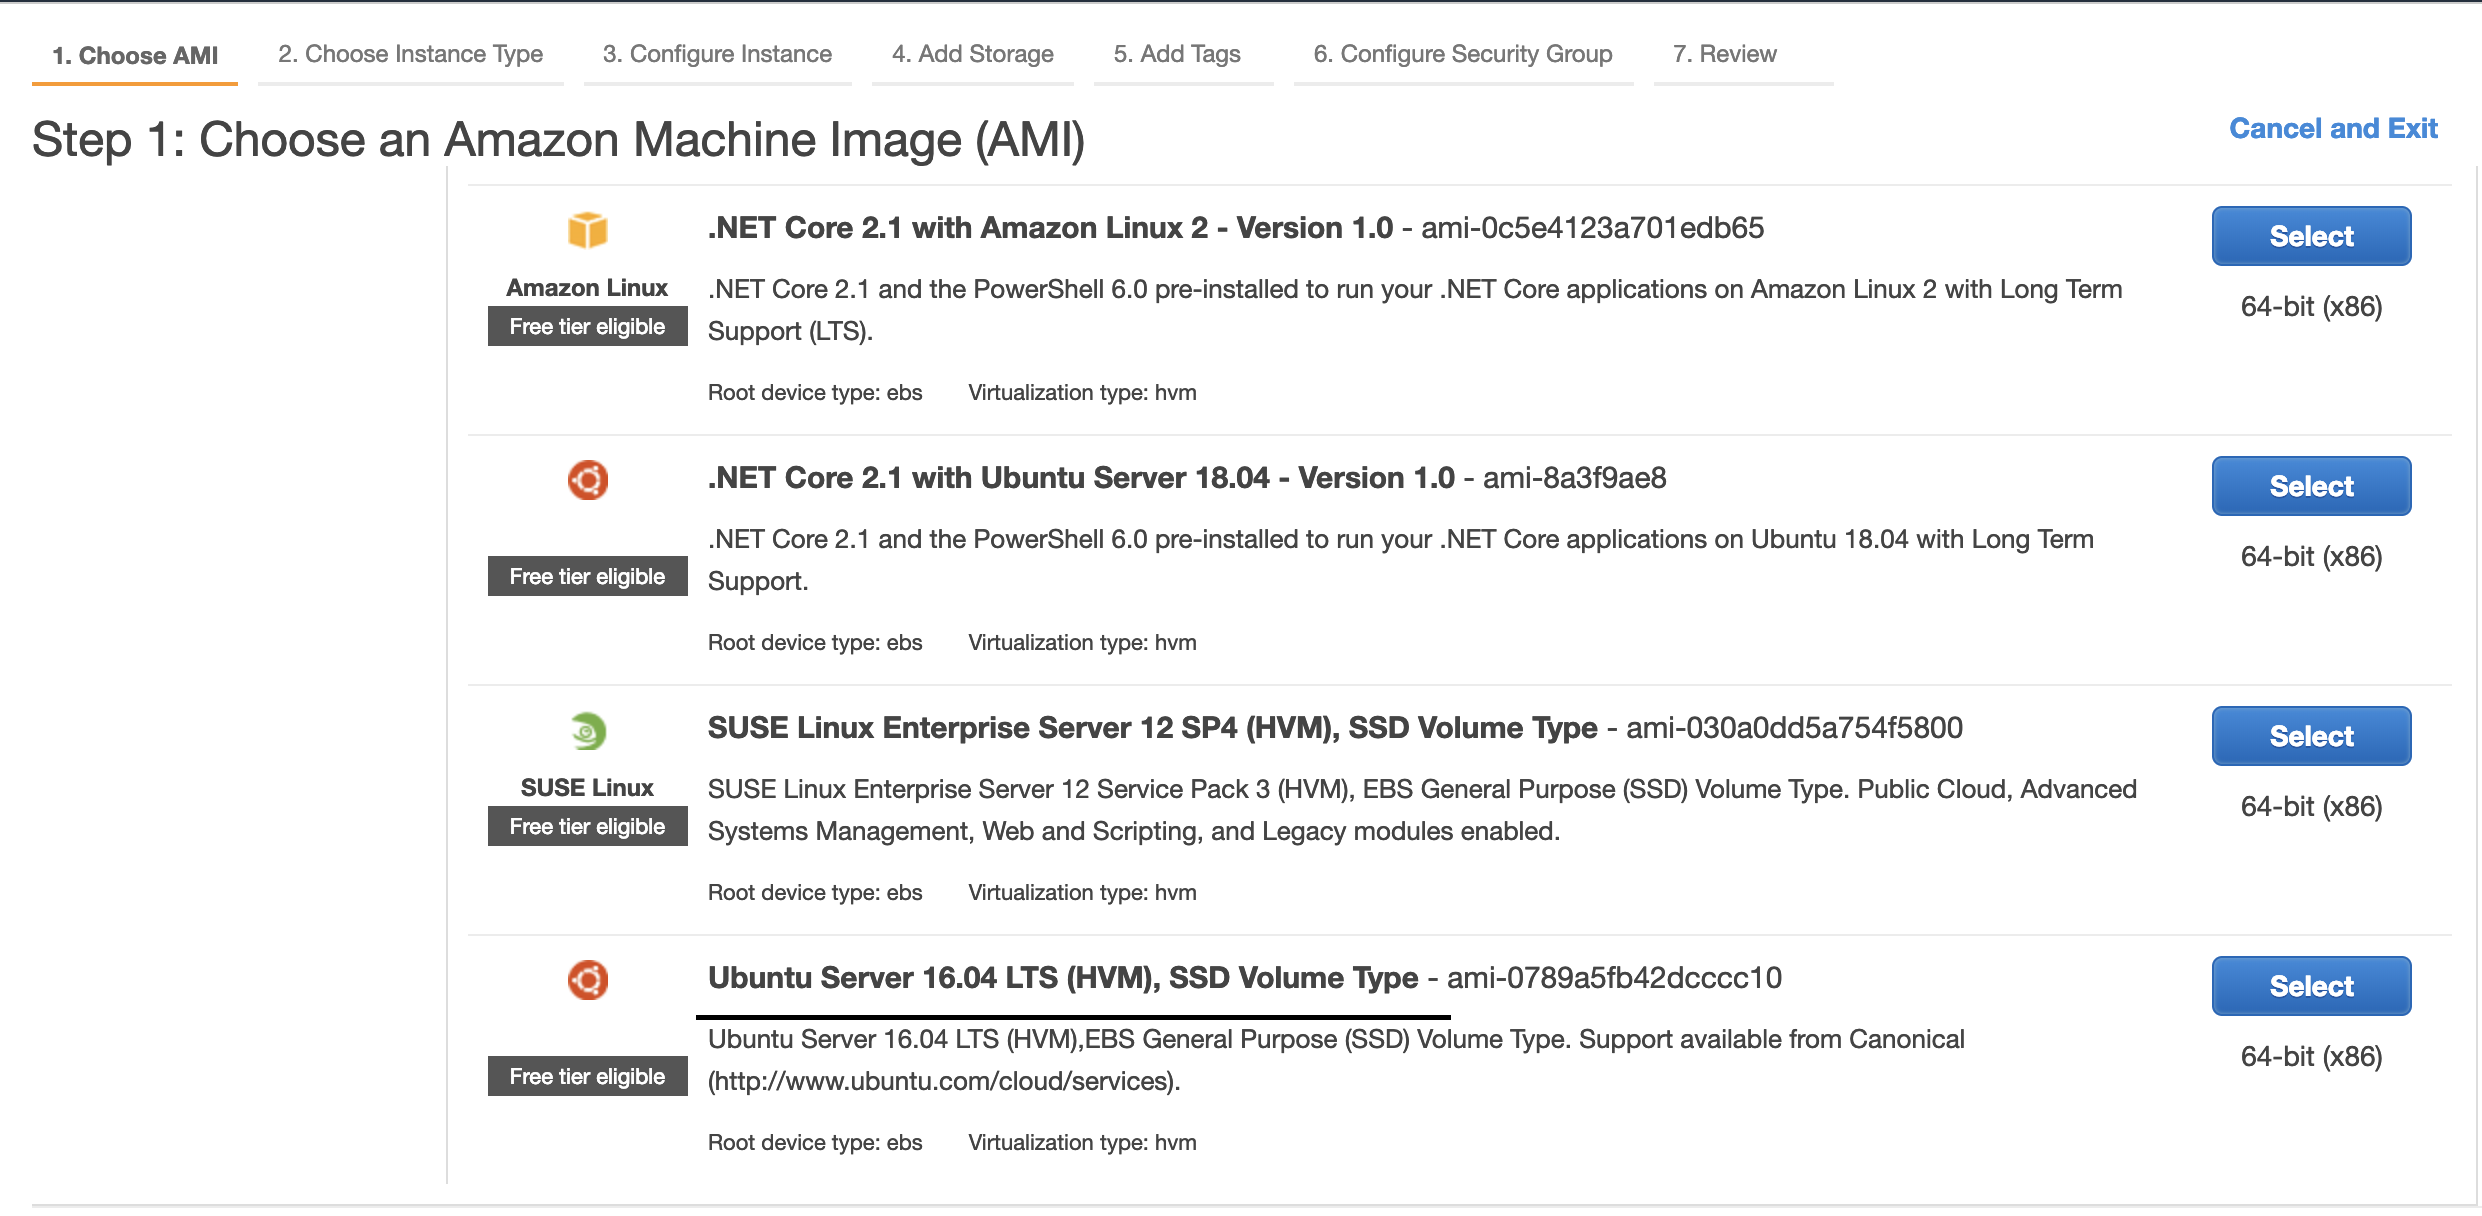 1. Choose AMI 2. Choose Instance Type 3. Configure Instance 4. Add Storage 5. Add Tags 6. Configure Security Group 7. Review
Step 1: Choose an Amazon Machine Image (AMI)
Cancel and Exit
Amazon Linux
Free tier eligible
.NET Core 2.1 with Amazon Linux 2 - Version 1.0 - ami-0c5e4123a701edb65
.NET Core 2.1 and the PowerShell 6.0 pre-installed to run your .NET Core applications on Amazon Linux 2 with Long Term
Support (LTS).
Root device type: ebs Virtualization type: hvm
Select
64-bit (x86)
Free tier eligible
.NET Core 2.1 with Ubuntu Server 18.04 - Version 1.0 - ami-8a3f9ae8
.NET Core 2.1 and the PowerShell 6.0 pre-installed to run your .NET Core applications on Ubuntu 18.04 with Long Term
Support.
Root device type: ebs Virtualization type: hvm
Select
64-bit (x86)
SUSE Linux
Free tier eligible
SUSE Linux Enterprise Server 12 SP4 (HVM), SSD Volume Type - ami-030a0dd5a754f5800
SUSE Linux Enterprise Server 12 Service Pack 3 (HVM), EBS General Purpose (SSD) Volume Type. Public Cloud, Advanced
Systems Management, Web and Scripting, and Legacy modules enabled.
Root device type: ebs Virtualization type: hvm
Select
64-bit (x86)
Free tier eligible
Ubuntu Server 16.04 LTS (HVM), SSD Volume Type - ami-0789a5fb42dcccc10
Ubuntu Server 16.04 LTS (HVM),EBS General Purpose (SSD) Volume Type. Support available from Canonical
(http://www.ubuntu.com/cloud/services).
Root device type: ebs Virtualization type: hvm
Select
64-bit (x86)